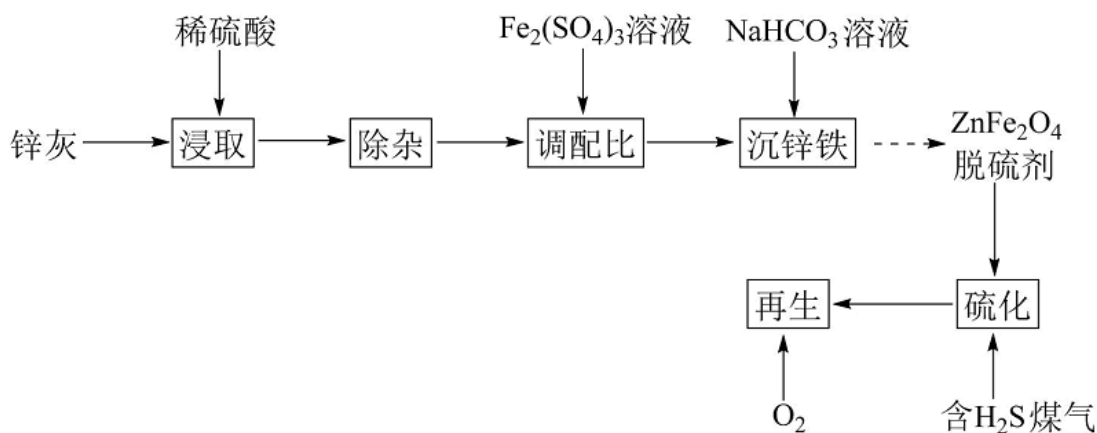 稀硫酸
Fe₂(SO₄)₃溶液
NaHCO₃溶液
锌灰
浸取
除杂
调配比
沉锌铁
ZnFe₂O₄
脱硫剂
再生
硫化
O₂
含H₂S煤气